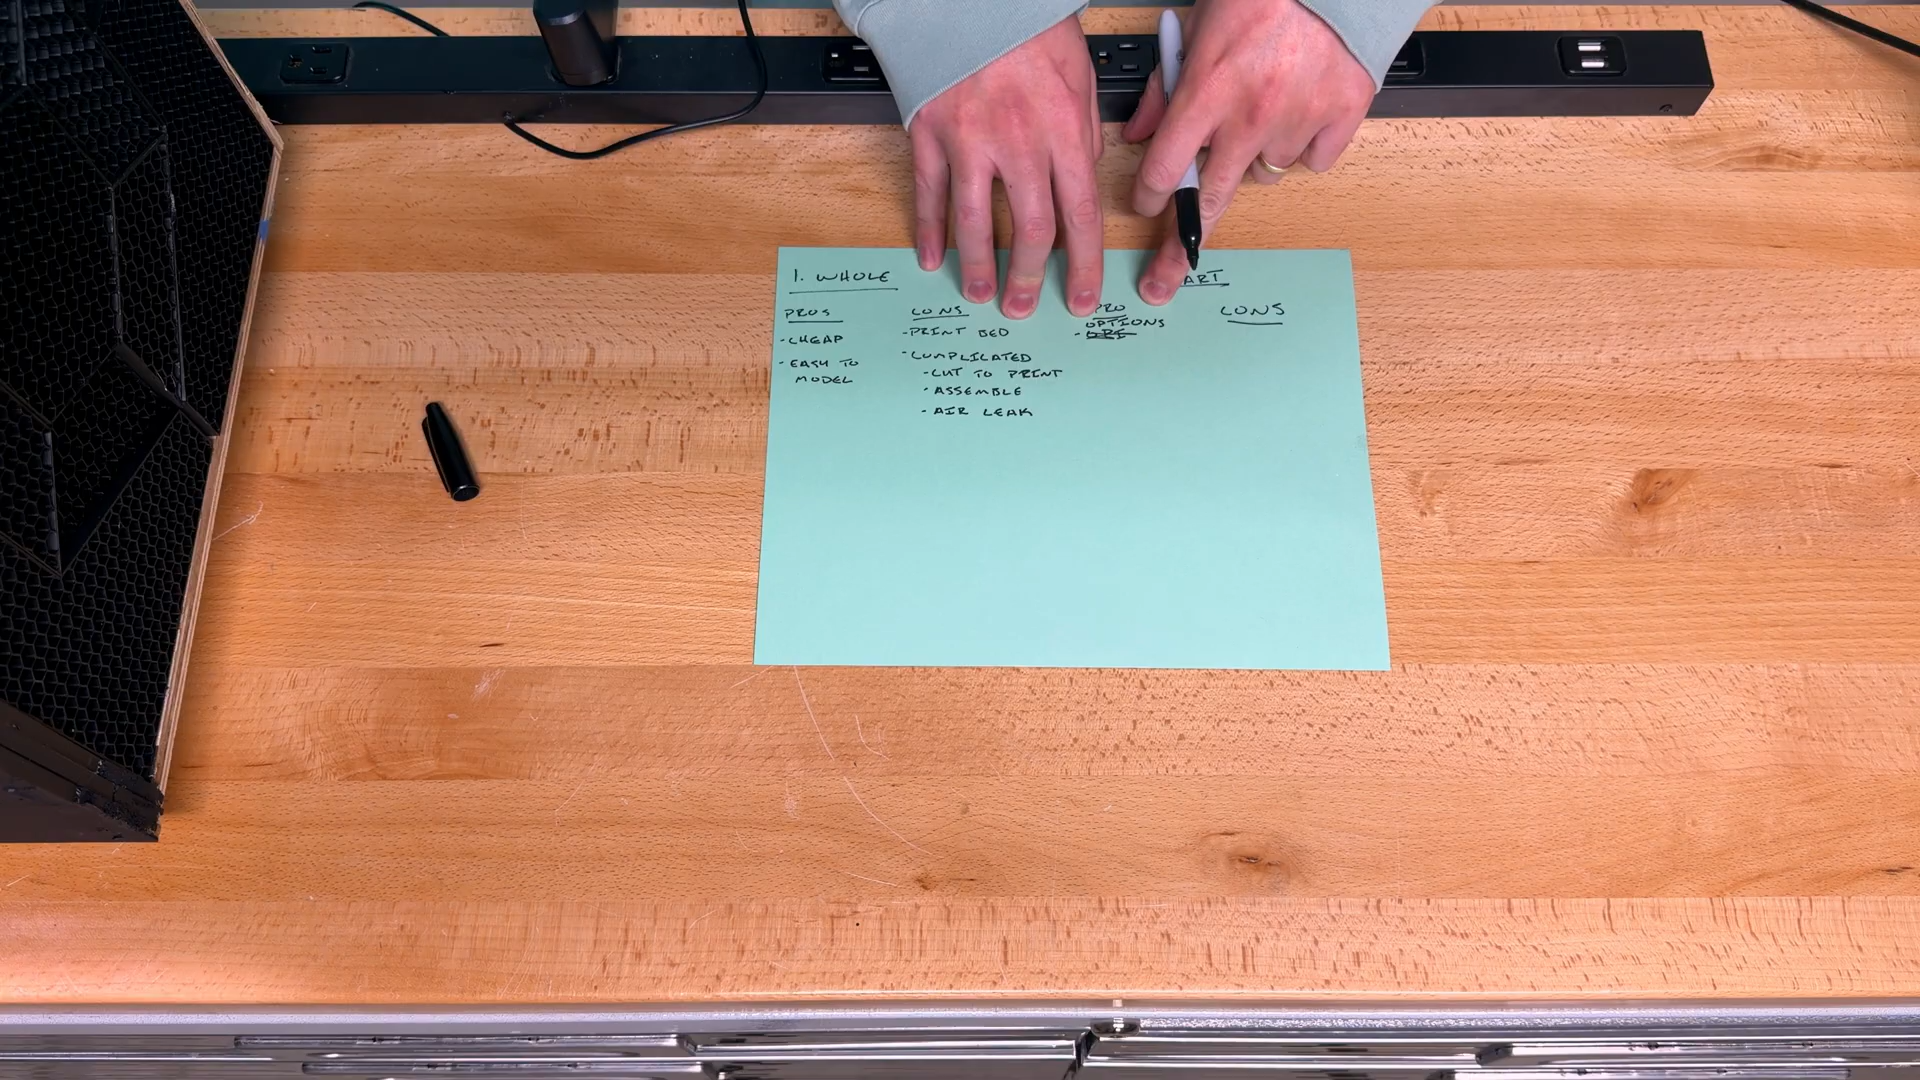 1. WHOLE
PROS
- CHEAP
- EASY TO
MODEL
CONS
- PRINT BED
- COMPLICATED
- CUT TO PRINT
- ASSEMBLE
- AIR LEAK
ART
PRO
OPTIONS
-
CONS